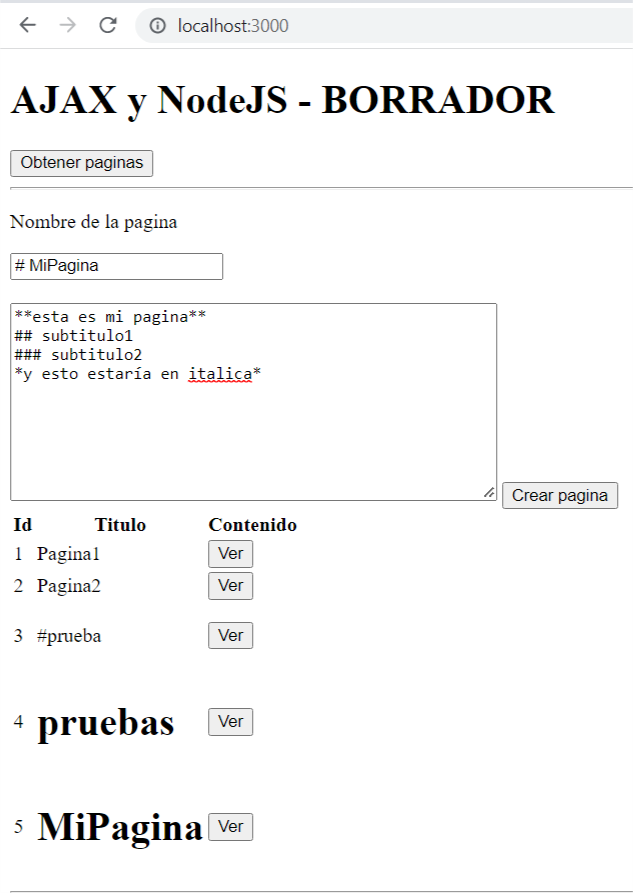 localhost:3000
AJAX y NodeJS - BORRADOR
Obtener paginas
Nombre de la pagina
# MiPagina
**esta es mi pagina**
## subtitulo1
### subtitulo2
*y esto estaría en italica*
Crear pagina
Id Titulo Contenido
1 Pagina1 Ver
2 Pagina2 Ver
3 #prueba Ver
4 pruebas Ver
5 MiPagina Ver